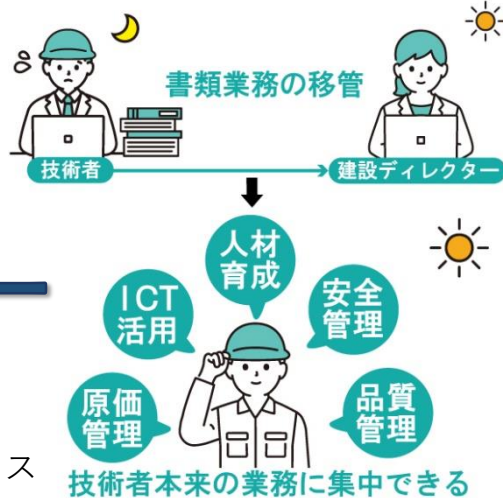 書類業務の移管
技術者
建設ディレクター
人材
育成
ICT
活用
安全
管理
原価
管理
品質
管理
ス
技術者本来の業務に集中できる